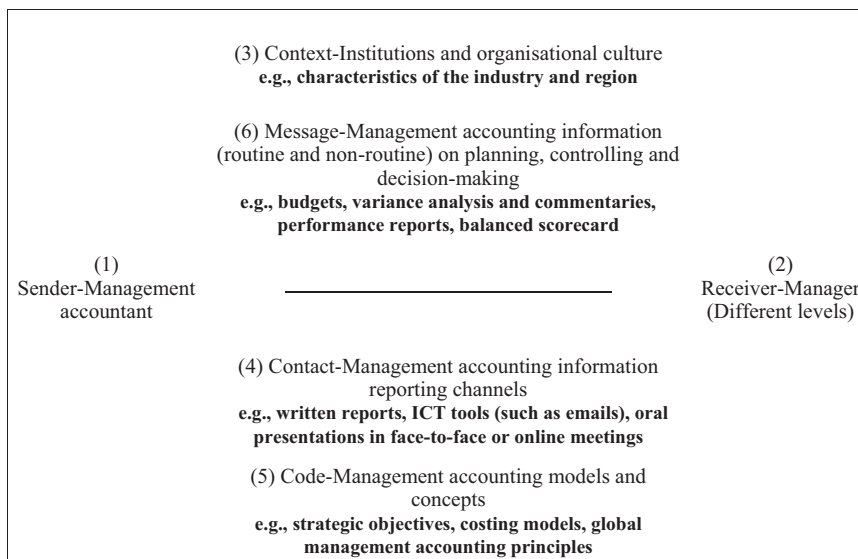 (3) Context-Institutions and organisational culture
e.g., characteristics of the industry and region
(6) Message-Management accounting information
(routine and non-routine) on planning, controlling and
decision-making
e.g., budgets, variance analysis and commentaries,
performance reports, balanced scorecard
(1)
Sender-Management
accountant
(2)
Receiver-Manager
(Different levels)
(4) Contact-Management accounting information
reporting channels
e.g., written reports, ICT tools (such as emails), oral
presentations in face-to-face or online meetings
(5) Code-Management accounting models and
concepts
e.g., strategic objectives, costing models, global
management accounting principles